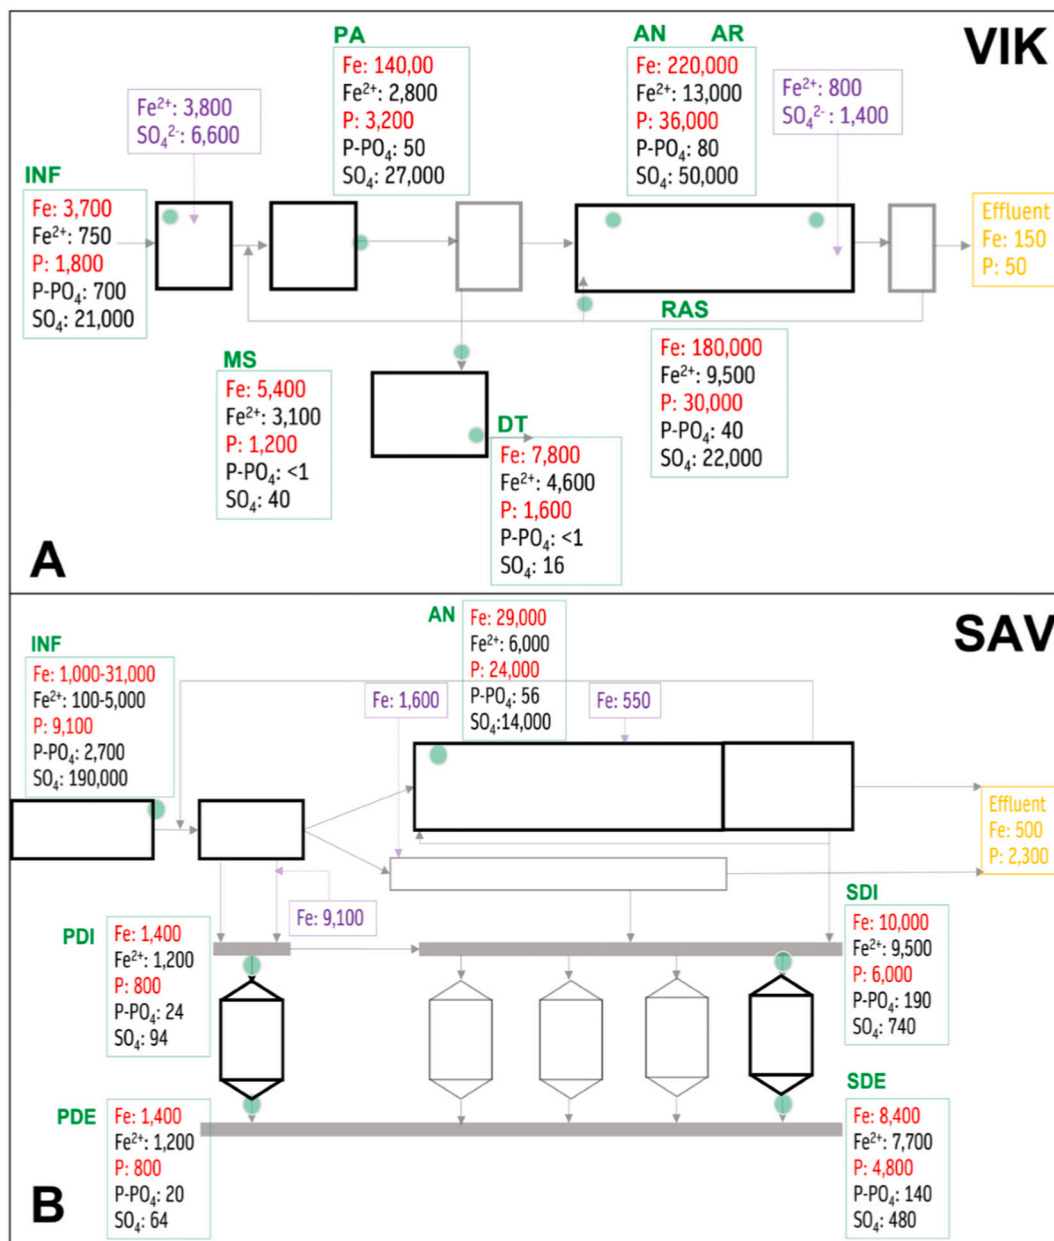 VIK
PA
Fe: 140,00
Fe²⁺: 2,800
P: 3,200
P-PO₄: 50
SO₄: 27,000
AN AR
Fe: 220,000
Fe²⁺: 13,000
P: 36,000
P-PO₄: 80
SO₄: 50,000
Fe²⁺: 800
SO₄²⁻: 1,400
Fe²⁺: 3,800
SO₄²⁻: 6,600
INF
Fe: 3,700
Fe²⁺: 750
P: 1,800
P-PO₄: 700
SO₄: 21,000
Effluent
Fe: 150
P: 50
RAS
Fe: 180,000
Fe²⁺: 9,500
P: 30,000
P-PO₄: 40
SO₄: 22,000
MS
Fe: 5,400
Fe²⁺: 3,100
P: 1,200
P-PO₄: <1
SO₄: 40
DT
Fe: 7,800
Fe²⁺: 4,600
P: 1,600
P-PO₄: <1
SO₄: 16
A
SAV
INF
Fe: 1,000-31,000
Fe²⁺: 100-5,000
P: 9,100
P-PO₄: 2,700
SO₄: 190,000
AN
Fe: 29,000
Fe²⁺: 6,000
P: 24,000
P-PO₄: 56
SO₄:14,000
Fe: 1,600
Fe: 550
Effluent
Fe: 500
P: 2,300
Fe: 9,100
PDI
Fe: 1,400
Fe²⁺: 1,200
P: 800
P-PO₄: 24
SO₄: 94
SDI
Fe: 10,000
Fe²⁺: 9,500
P: 6,000
P-PO₄: 190
SO₄: 740
PDE
Fe: 1,400
Fe²⁺: 1,200
P: 800
P-PO₄: 20
SO₄: 64
SDE
Fe: 8,400
Fe²⁺: 7,700
P: 4,800
P-PO₄: 140
SO₄: 480
B